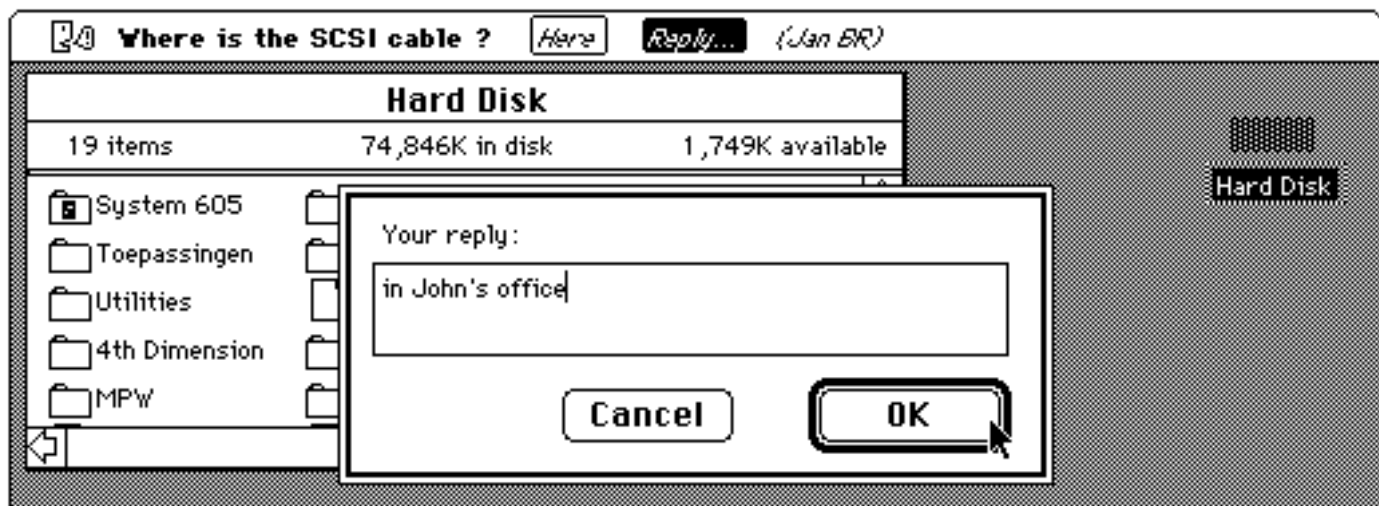 Where is the SCSI cable ? Here Reply... (Jan BR)
Hard Disk
19 items 74,846K in disk 1,749K available
Hard Disk
System 605
Toepassingen
Utilities
4th Dimension
MPW
Your reply:
in John's office
Cancel OK